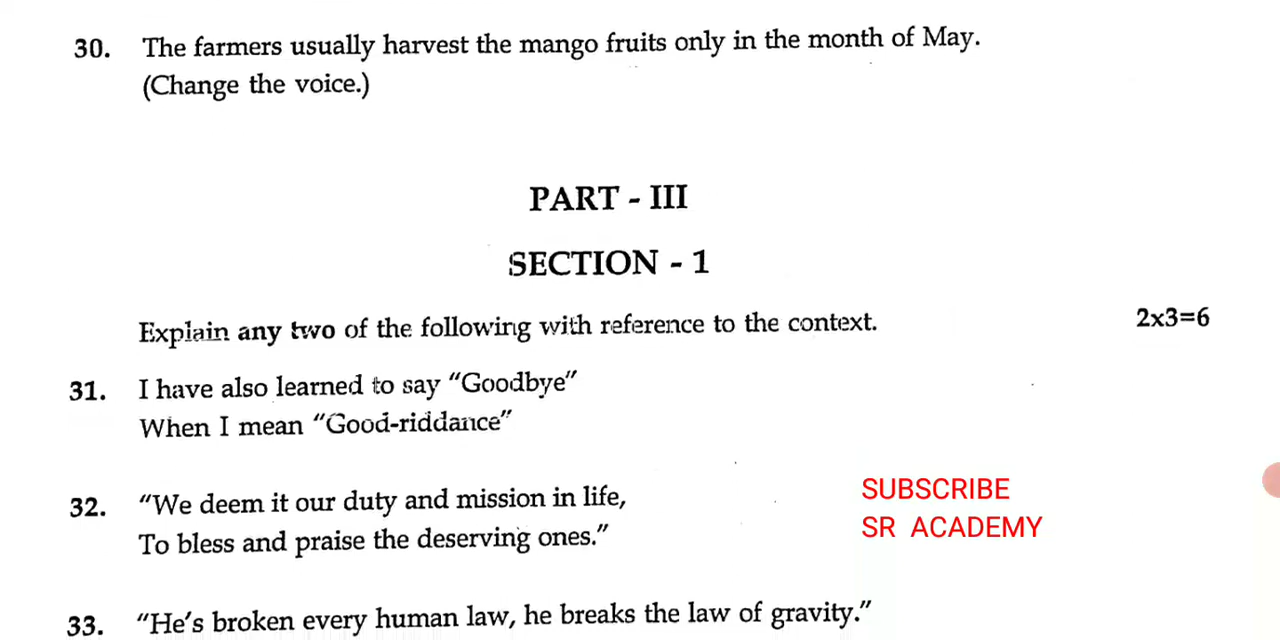 30. The farmers usually harvest the mango fruits only in the month of May.
(Change the voice.)
PART - III
SECTION - 1
Explain any two of the following with reference to the context. 2x3=6
31. I have also learned to say “Goodbye”
When I mean “Good-riddance”
32. “We deem it our duty and mission in life,
To bless and praise the deserving ones.”
SUBSCRIBE
SR ACADEMY
33. “He’s broken every human law, he breaks the law of gravity.”